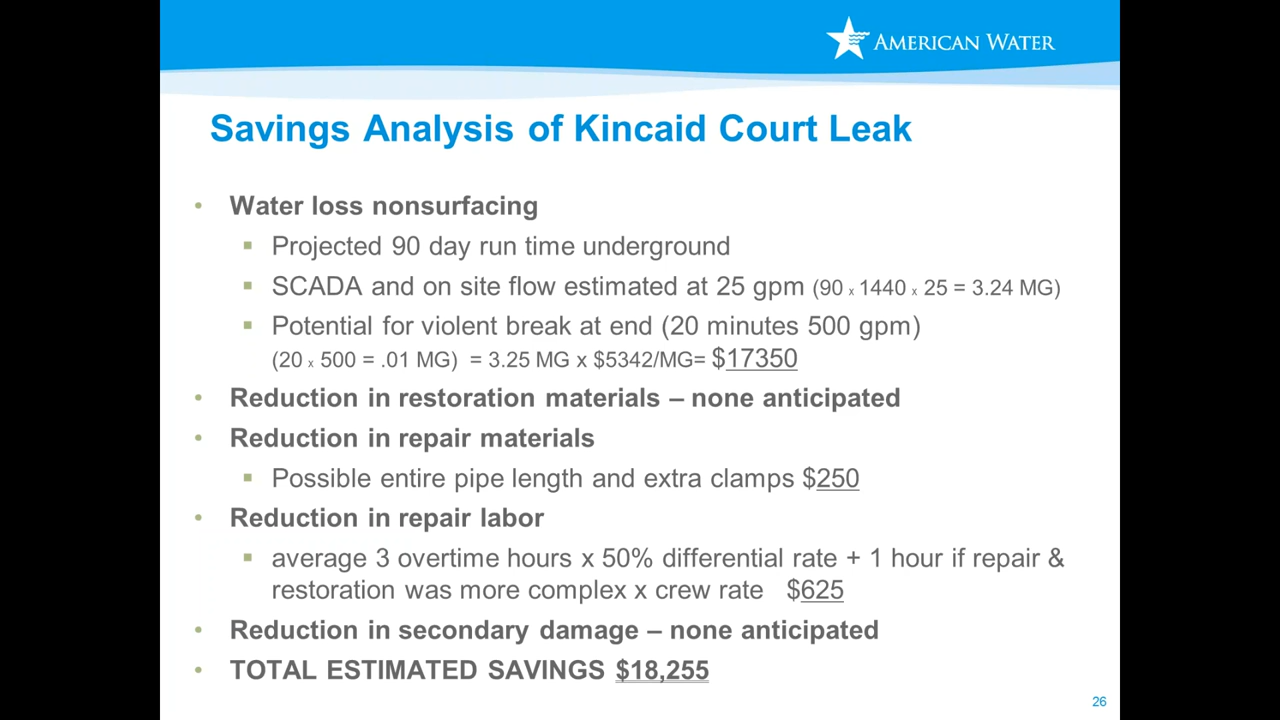 AMERICAN WATER
Savings Analysis of Kincaid Court Leak
• Water loss nonsurfacing
▪ Projected 90 day run time underground
▪ SCADA and on site flow estimated at 25 gpm (90 x 1440 x 25 = 3.24 MG)
▪ Potential for violent break at end (20 minutes 500 gpm)
(20 x 500 = .01 MG) = 3.25 MG x $5342/MG= $17350
• Reduction in restoration materials – none anticipated
• Reduction in repair materials
▪ Possible entire pipe length and extra clamps $250
• Reduction in repair labor
▪ average 3 overtime hours x 50% differential rate + 1 hour if repair &
restoration was more complex x crew rate $625
• Reduction in secondary damage – none anticipated
• TOTAL ESTIMATED SAVINGS $18,255
26